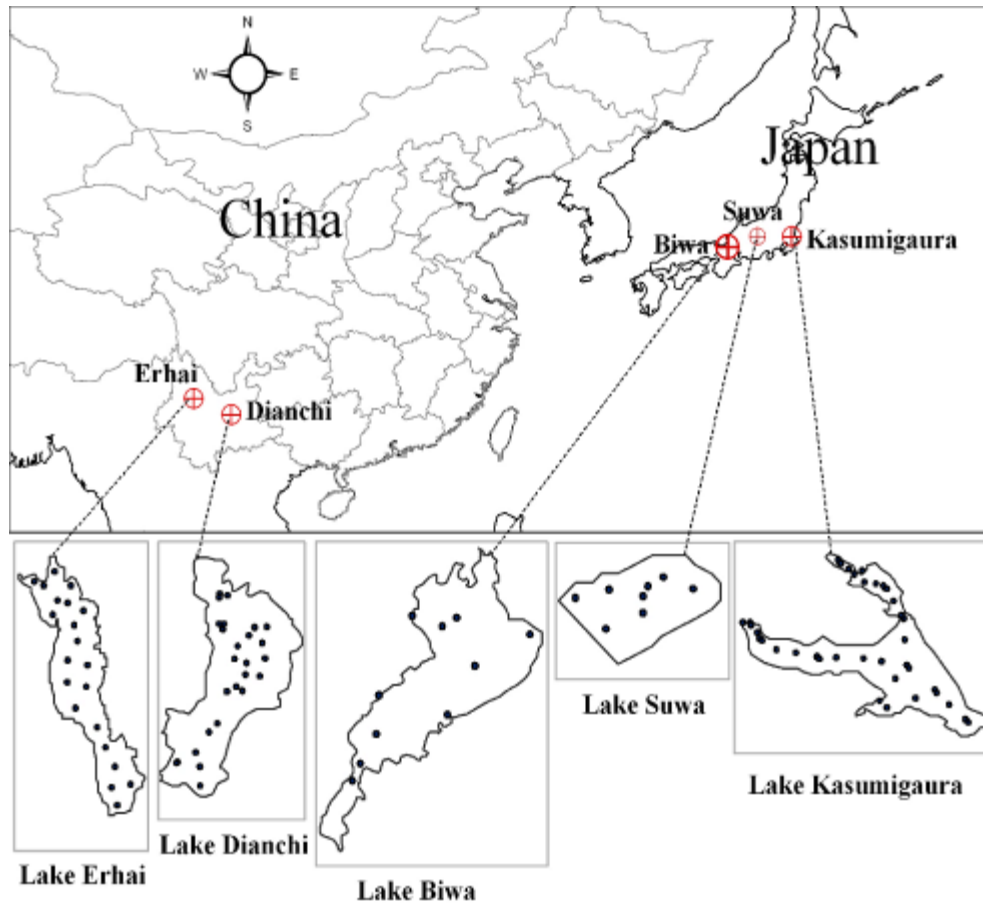 N
W E
S
Japan
China
Suwa
Biwa
Kasumigaura
Erhai
Dianchi
Lake Suwa
Lake Kasumigaura
Lake Dianchi
Lake Erhai
Lake Biwa